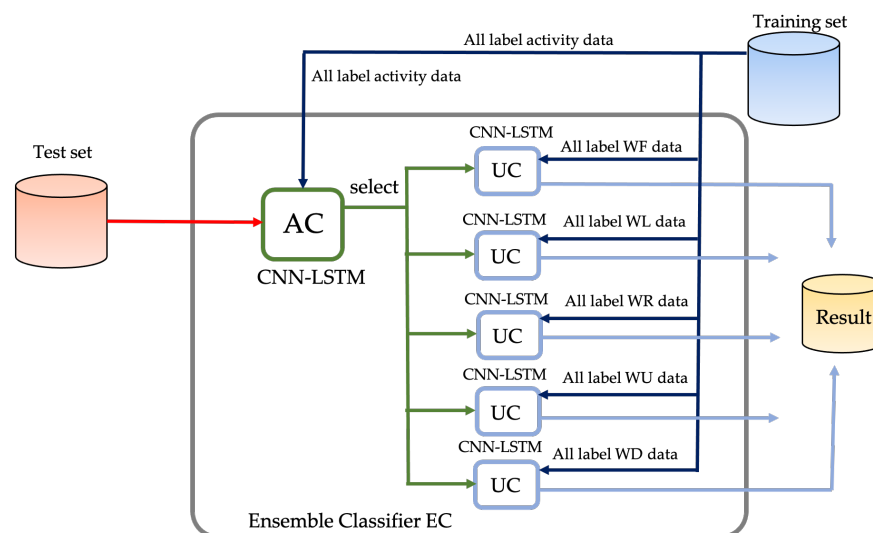 Training set
All label activity data
All label activity data
CNN-LSTM
All label WF data
UC
Test set
select
AC
CNN-LSTM
CNN-LSTM
All label WL data
UC
CNN-LSTM
All label WR data
UC
Result
CNN-LSTM
All label WU data
UC
CNN-LSTM
All label WD data
UC
Ensemble Classifier EC